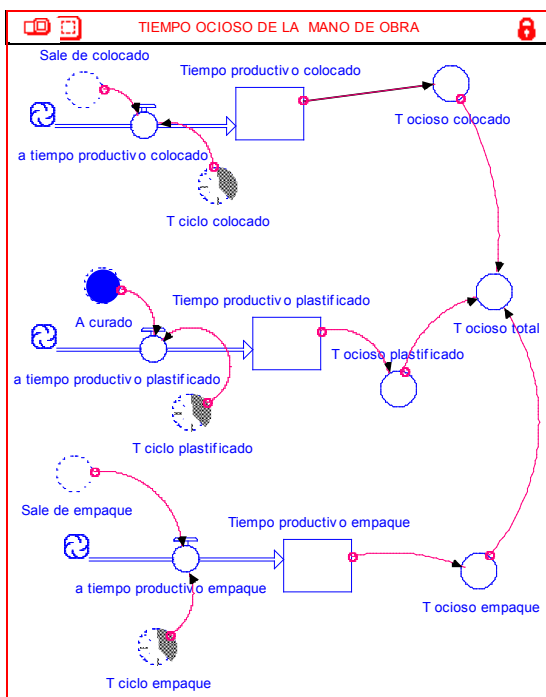 TIEMPO OCIOSO DE LA MANO DE OBRA
Sale de colocado
Tiempo productivo colocado
T ocioso colocado
a tiempo productivo colocado
T ciclo colocado
Tiempo productivo plastificado
A curado
T ocioso total
T ocioso plastificado
a tiempo productivo plastificado
T ciclo plastificado
Sale de empaque
Tiempo productivo empaque
a tiempo productivo empaque
T ocioso empaque
T ciclo empaque